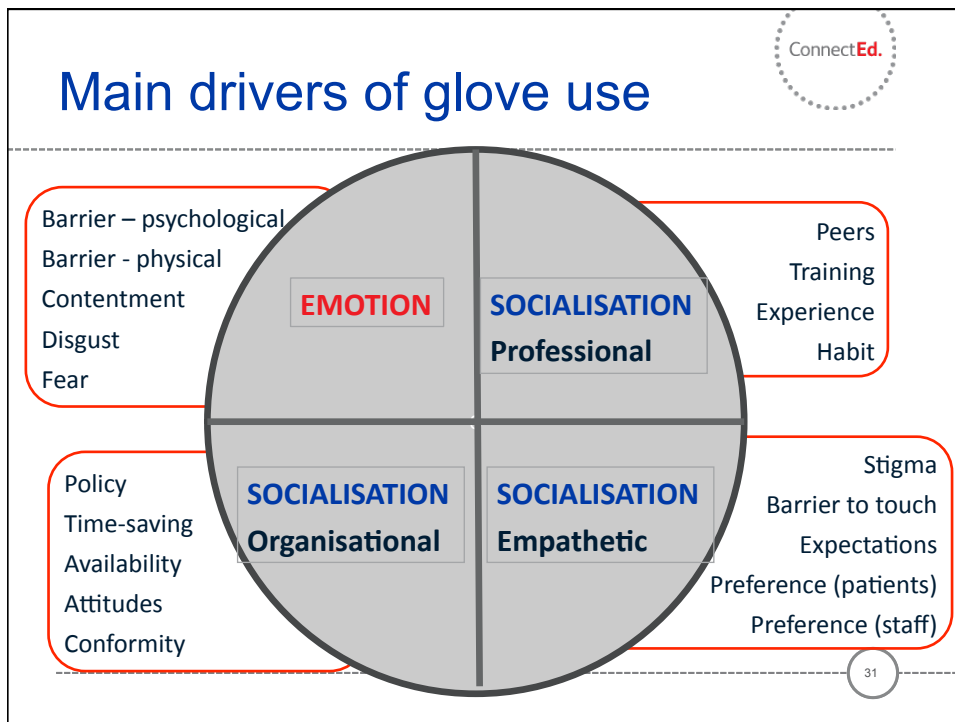 ConnectEd.
Main drivers of glove use
Barrier – psychological
Barrier - physical
Contentment
Disgust
Fear
EMOTION
SOCIALISATION
Professional
Peers
Training
Experience
Habit
Policy
Time-saving
Availability
Attitudes
Conformity
SOCIALISATION
Organisational
SOCIALISATION
Empathetic
Stigma
Barrier to touch
Expectations
Preference (patients)
Preference (staff)
31